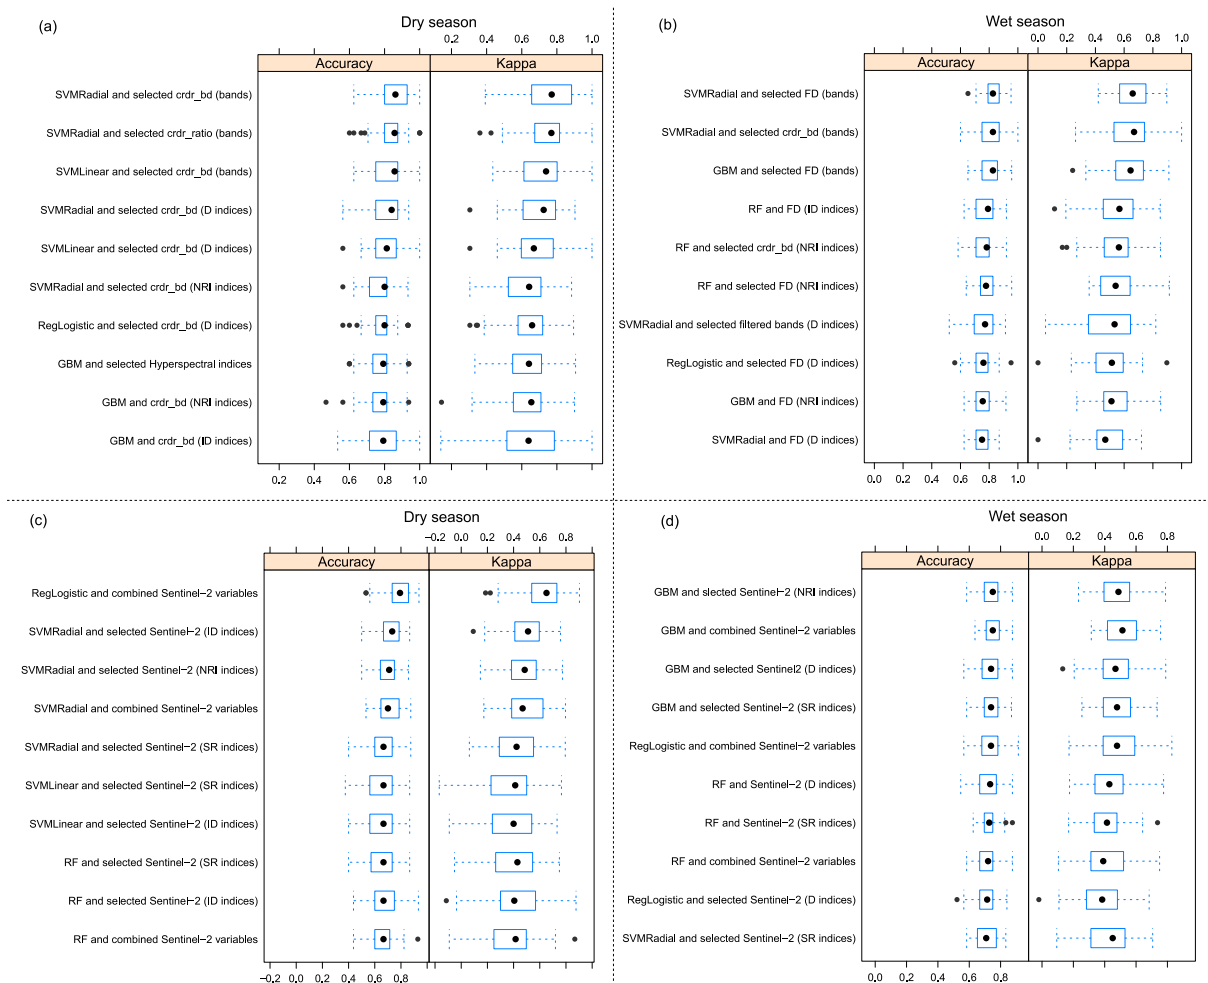 (a)
Dry season
0.2 0.4 0.6 0.8 1.0
Accuracy Kappa
SVMRadial and selected crdr_bd (bands)
SVMRadial and selected crdr_ratio (bands)
SVMLinear and selected crdr_bd (bands)
SVMRadial and selected crdr_bd (D indices)
SVMLinear and selected crdr_bd (D indices)
SVMRadial and selected crdr_bd (NRI indices)
RegLogistic and selected crdr_bd (D indices)
GBM and selected Hyperspectral indices
GBM and crdr_bd (NRI indices)
GBM and crdr_bd (ID indices)
0.2 0.4 0.6 0.8 1.0
(b)
Wet season
0.0 0.2 0.4 0.6 0.8 1.0
Accuracy Kappa
SVMRadial and selected FD (bands)
SVMRadial and selected crdr_bd (bands)
GBM and selected FD (bands)
RF and FD (ID indices)
RF and selected crdr_bd (NRI indices)
RF and selected FD (NRI indices)
SVMRadial and selected filtered bands (D indices)
RegLogistic and selected FD (D indices)
GBM and FD (NRI indices)
SVMRadial and FD (D indices)
0.0 0.2 0.4 0.6 0.8 1.0
(c)
Dry season
−0.2 0.0 0.2 0.4 0.6 0.8
Accuracy Kappa
RegLogistic and combined Sentinel−2 variables
SVMRadial and selected Sentinel−2 (ID indices)
SVMRadial and selected Sentinel−2 (NRI indices)
SVMRadial and combined Sentinel−2 variables
SVMRadial and selected Sentinel−2 (SR indices)
SVMLinear and selected Sentinel−2 (SR indices)
SVMLinear and selected Sentinel−2 (ID indices)
RF and selected Sentinel−2 (SR indices)
RF and selected Sentinel−2 (ID indices)
RF and combined Sentinel−2 variables
−0.2 0.0 0.2 0.4 0.6 0.8
(d)
Wet season
0.0 0.2 0.4 0.6 0.8
Accuracy Kappa
GBM and slected Sentinel−2 (NRI indices)
GBM and combined Sentinel−2 variables
GBM and selected Sentinel2 (D indices)
GBM and selected Sentinel−2 (SR indices)
RegLogistic and combined Sentinel−2 variables
RF and Sentinel−2 (D indices)
RF and Sentinel−2 (SR indices)
RF and combined Sentinel−2 variables
RegLogistic and selected Sentinel−2 (D indices)
SVMRadial and selected Sentinel−2 (SR indices)
0.0 0.2 0.4 0.6 0.8